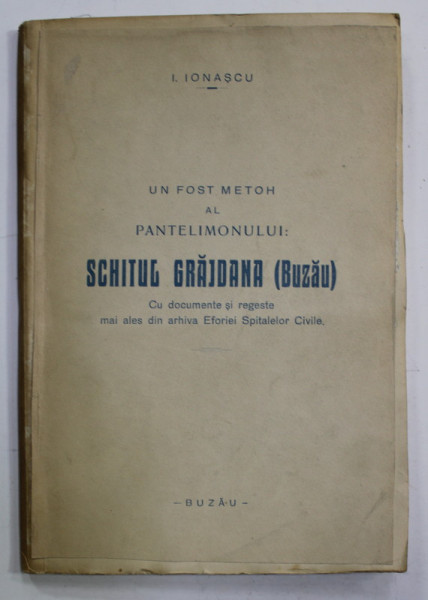 I. IONAȘCU
UN FOST METOH
AL
PANTELIMONULUI:
SCHITUL GRĂJDANA (Buzău)
Cu documente și regeste
mai ales din arhiva Eforiei Spitalelor Civile.
– BUZĂU –